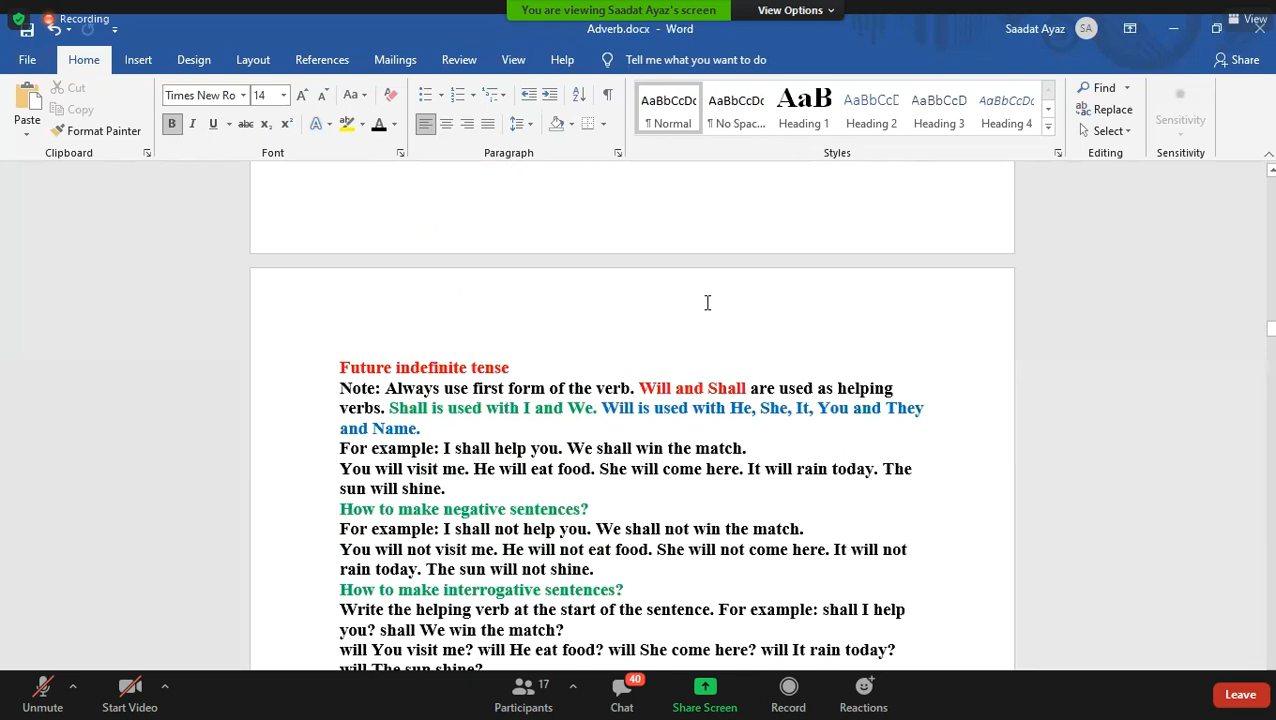 Recording
You are viewing Saadat Ayaz's screen
View Options
View
Adverb.docx - Word
Saadat Ayaz
SA
File
Home
Insert
Design
Layout
References
Mailings
Review
View
Help
Tell me what you want to do
Share
Paste
Cut
Copy
Format Painter
Clipboard
Times New Ro
14
A A Aa A
B I U abc x₂ x² A A
Font
Paragraph
AaBbCcDc
¶ Normal
AaBbCcDc
¶ No Spac...
AaB
Heading 1
AaBbCcDc
Heading 2
AaBbCcDc
Heading 3
AaBbCcDc
Heading 4
Styles
Find
Replace
Select
Editing
Sensitivity
Sensitivity
Future indefinite tense
Note: Always use first form of the verb. Will and Shall are used as helping
verbs. Shall is used with I and We. Will is used with He, She, It, You and They
and Name.
For example: I shall help you. We shall win the match.
You will visit me. He will eat food. She will come here. It will rain today. The
sun will shine.
How to make negative sentences?
For example: I shall not help you. We shall not win the match.
You will not visit me. He will not eat food. She will not come here. It will not
rain today. The sun will not shine.
How to make interrogative sentences?
Write the helping verb at the start of the sentence. For example: shall I help
you? shall We win the match?
will You visit me? will He eat food? will She come here? will It rain today?
will The sun shine?
Unmute
Start Video
17
Participants
40
Chat
Share Screen
Record
Reactions
Leave